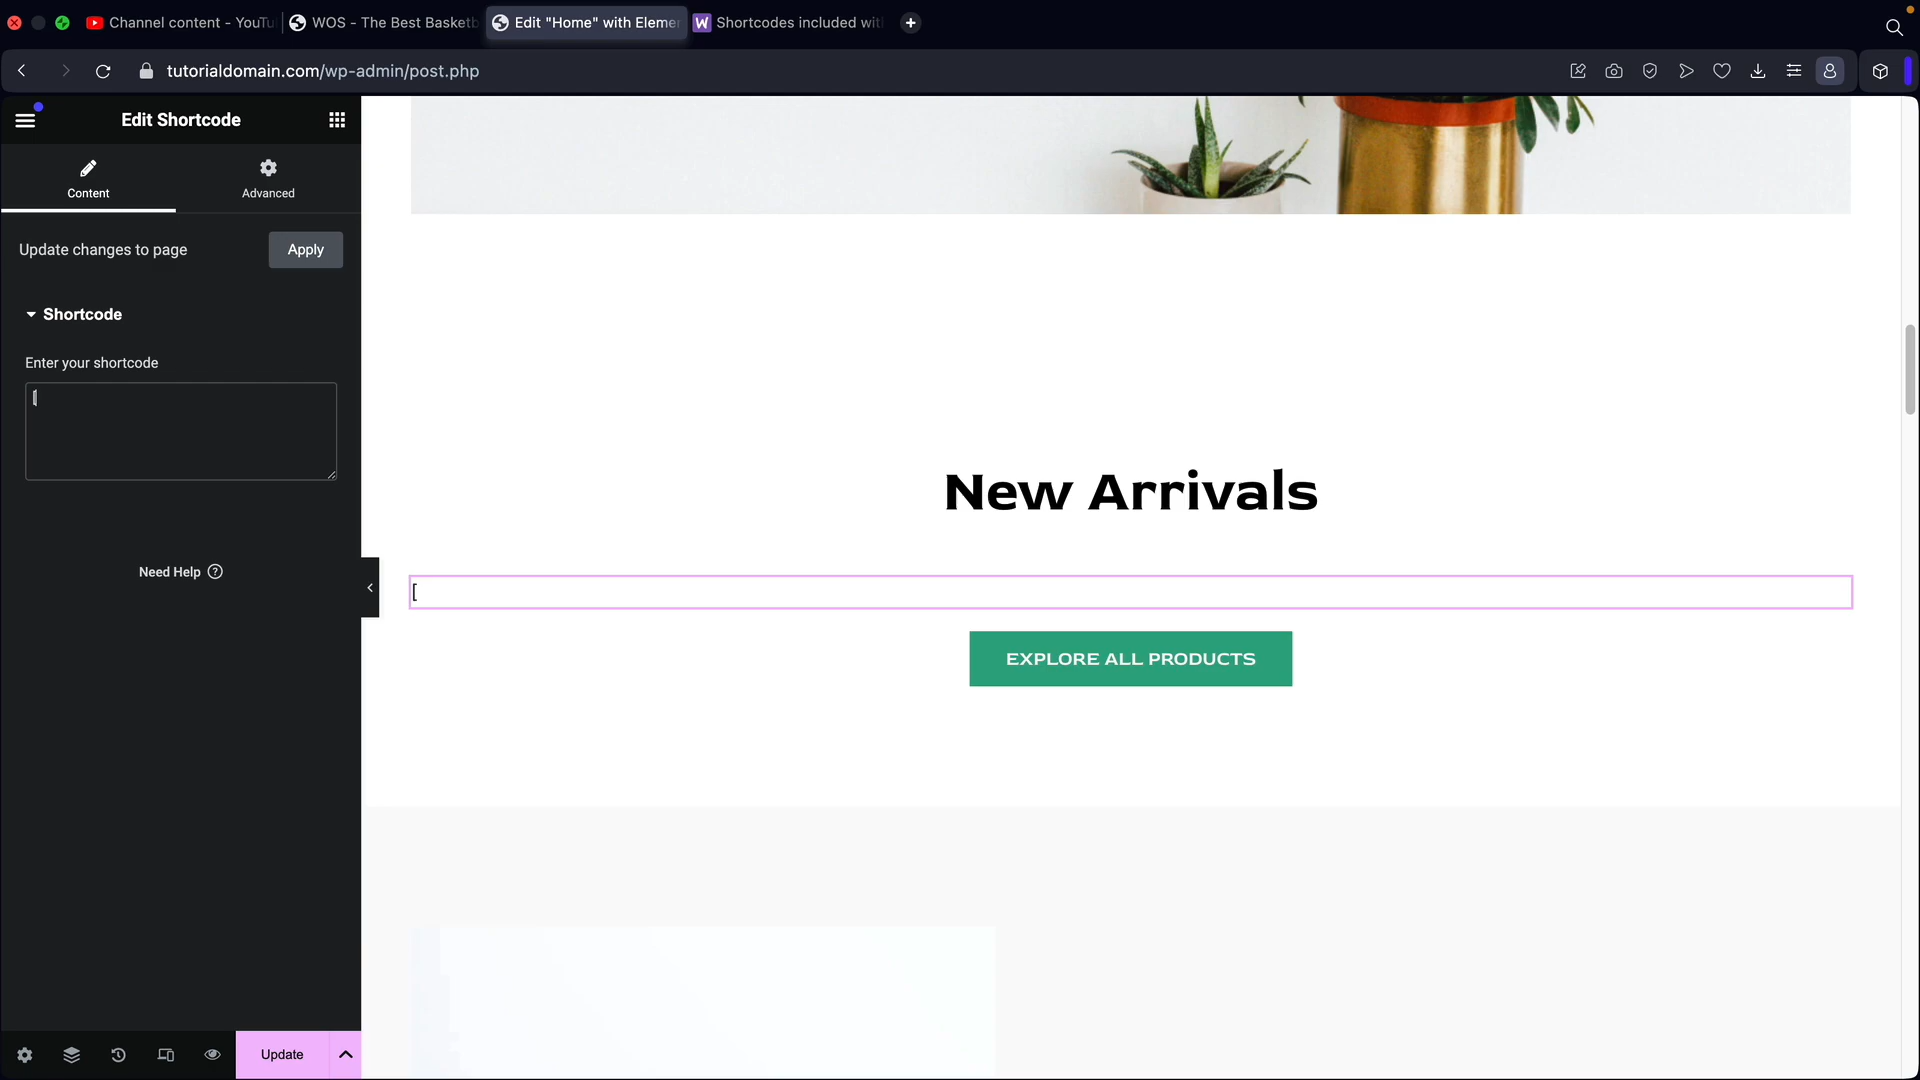 Channel content - YouTu
WOS - The Best Basketb
Edit "Home" with Elemen
Shortcodes included wit
tutorialdomain.com/wp-admin/post.php
Edit Shortcode
Content
Advanced
Update changes to page
Apply
Shortcode
Enter your shortcode
[
Need Help
New Arrivals
[
EXPLORE ALL PRODUCTS
Update